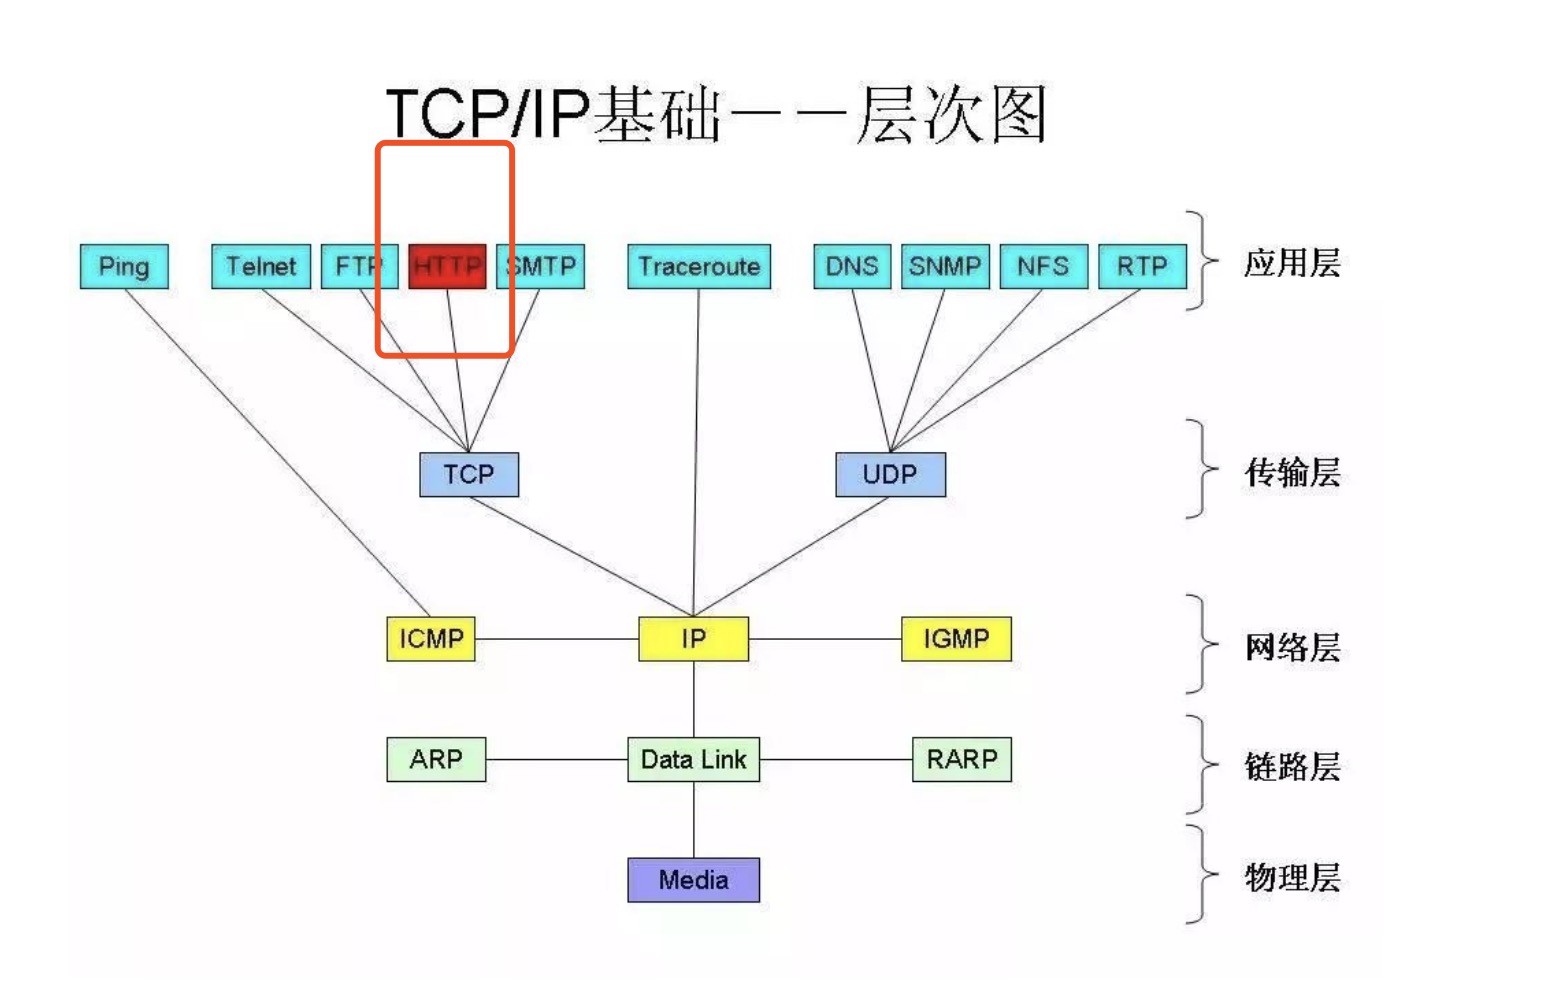 TCP/IP基础－－层次图
Ping Telnet FTP HTTP SMTP Traceroute DNS SNMP NFS RTP 应用层
TCP UDP 传输层
ICMP IP IGMP 网络层
ARP Data Link RARP 链路层
Media 物理层